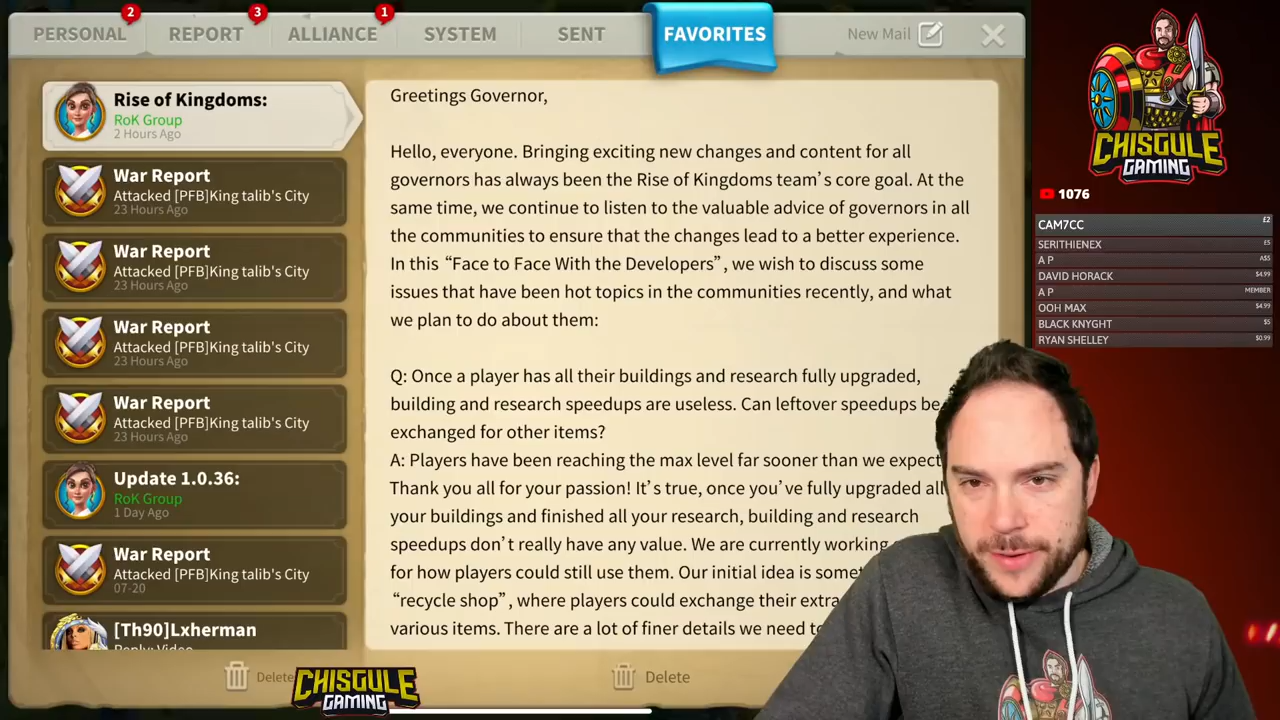 PERSONAL
2
REPORT
3
ALLIANCE
1
SYSTEM
SENT
FAVORITES
New Mail
Rise of Kingdoms:
RoK Group
2 Hours Ago
War Report
Attacked [PFB]King talib's City
23 Hours Ago
War Report
Attacked [PFB]King talib's City
23 Hours Ago
War Report
Attacked [PFB]King talib's City
23 Hours Ago
War Report
Attacked [PFB]King talib's City
23 Hours Ago
Update 1.0.36:
RoK Group
1 Day Ago
War Report
Attacked [PFB]King talib's City
07-20
[Th90]Lxherman
Reply: Video
Delete
Greetings Governor,
Hello, everyone. Bringing exciting new changes and content for all
governors has always been the Rise of Kingdoms team's core goal. At the
same time, we continue to listen to the valuable advice of governors in all
the communities to ensure that the changes lead to a better experience.
In this “Face to Face With the Developers”, we wish to discuss some
issues that have been hot topics in the communities recently, and what
we plan to do about them:
Q: Once a player has all their buildings and research fully upgraded,
building and research speedups are useless. Can leftover speedups be
exchanged for other items?
A: Players have been reaching the max level far sooner than we expect
Thank you all for your passion! It's true, once you've fully upgraded all
your buildings and finished all your research, building and research
speedups don't really have any value. We are currently working
for how players could still use them. Our initial idea is somet
“recycle shop”, where players could exchange their extra
various items. There are a lot of finer details we need to
Delete
CHISGULE
GAMING
CHISGULE
GAMING
1076
CAM7CC £2
SERITHIENEX £5
A P A$5
DAVID HORACK $4.99
A P MEMBER
OOH MAX $4.99
BLACK KNYGHT $5
RYAN SHELLEY $0.99